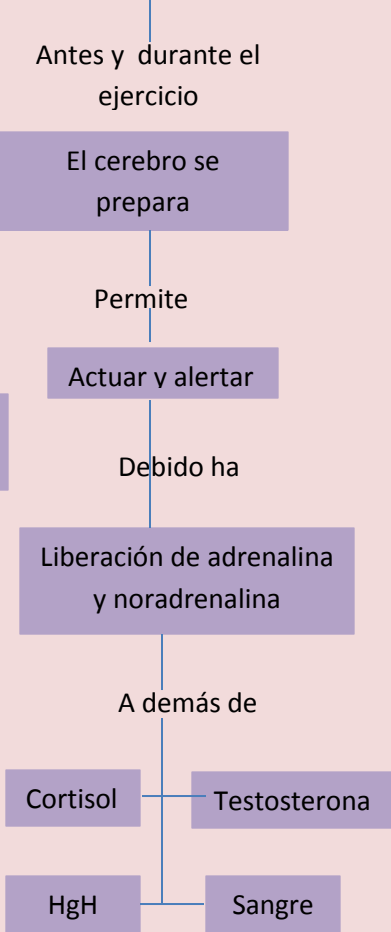 Antes y durante el
ejercicio
El cerebro se
prepara
Permite
Actuar y alertar
Debido ha
Liberación de adrenalina
y noradrenalina
A demás de
Cortisol
Testosterona
HgH
Sangre